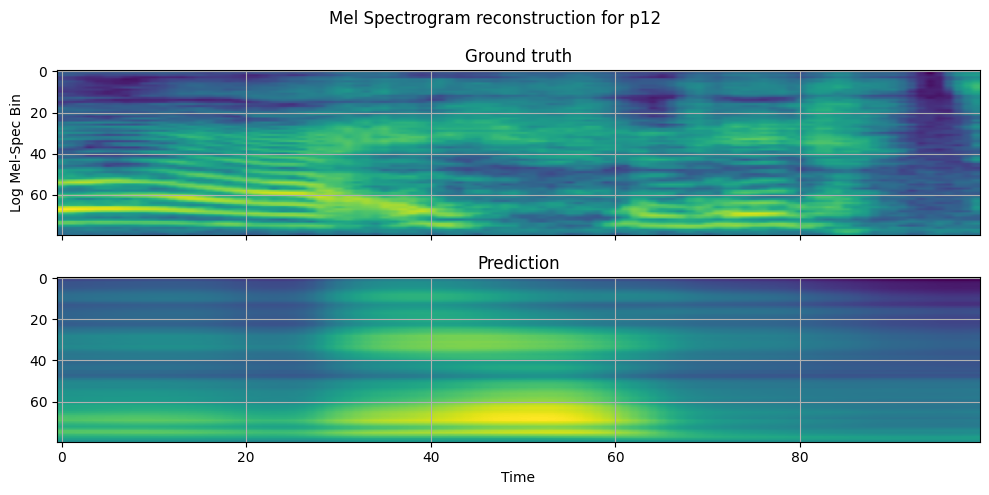 Mel Spectrogram reconstruction for p12
Ground truth
0
20
40
60
Log Mel-Spec Bin
Prediction
0
20
40
60
0 20 40 60 80
Time